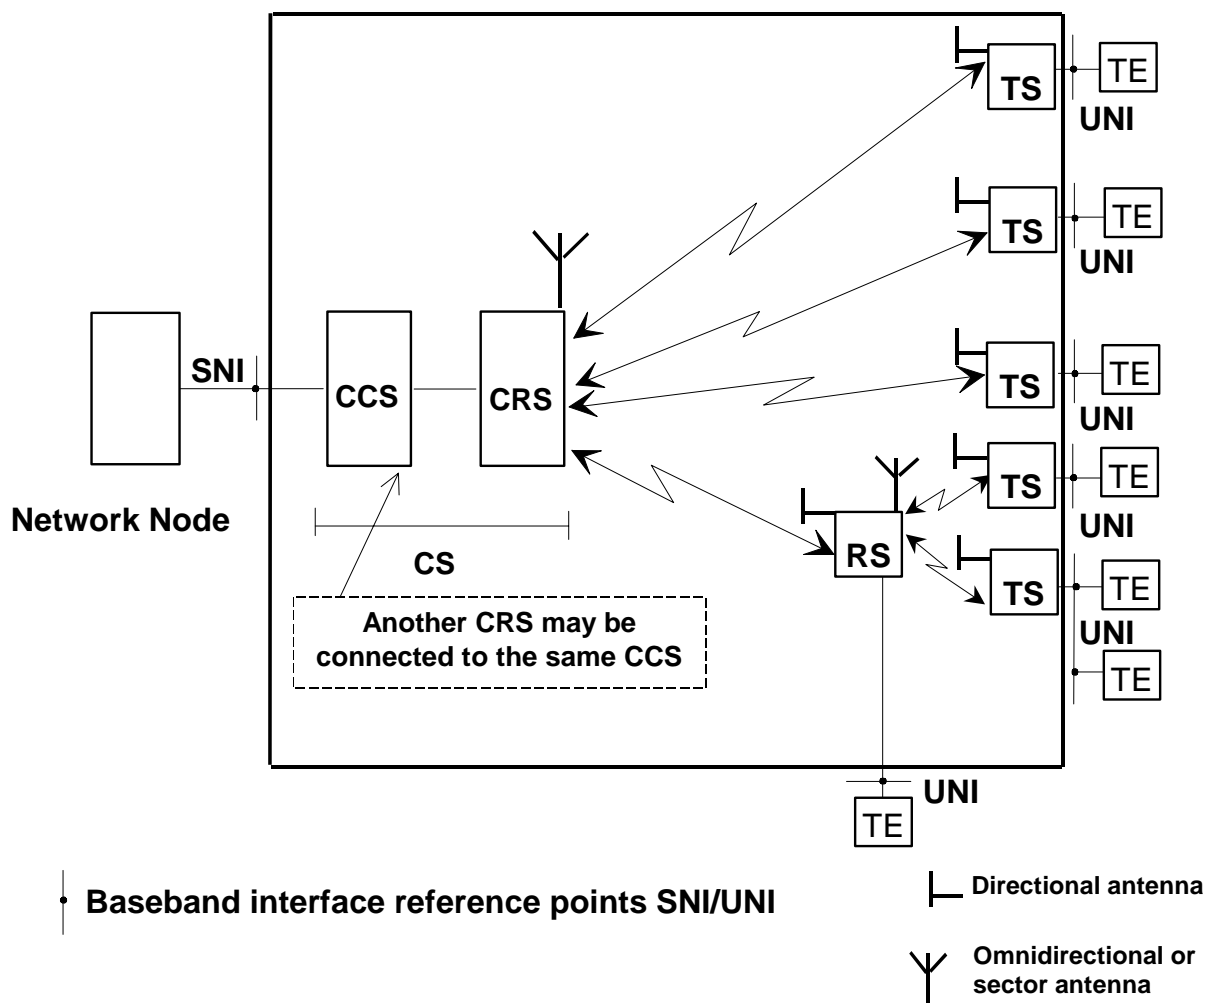 TS
TE
UNI
TS
TE
UNI
SNI
CCS
CRS
TS
TE
UNI
TS
TE
UNI
Network Node
RS
CS
TS
TE
UNI
Another CRS may be
connected to the same CCS
TE
UNI
TE
Baseband interface reference points SNI/UNI
Directional antenna
Omnidirectional or
sector antenna